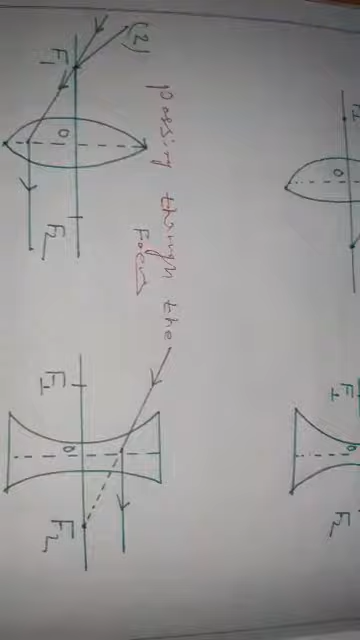 (2) Passing through the
Focus
F1 O F2
F1 O F2
O
F1 O F2